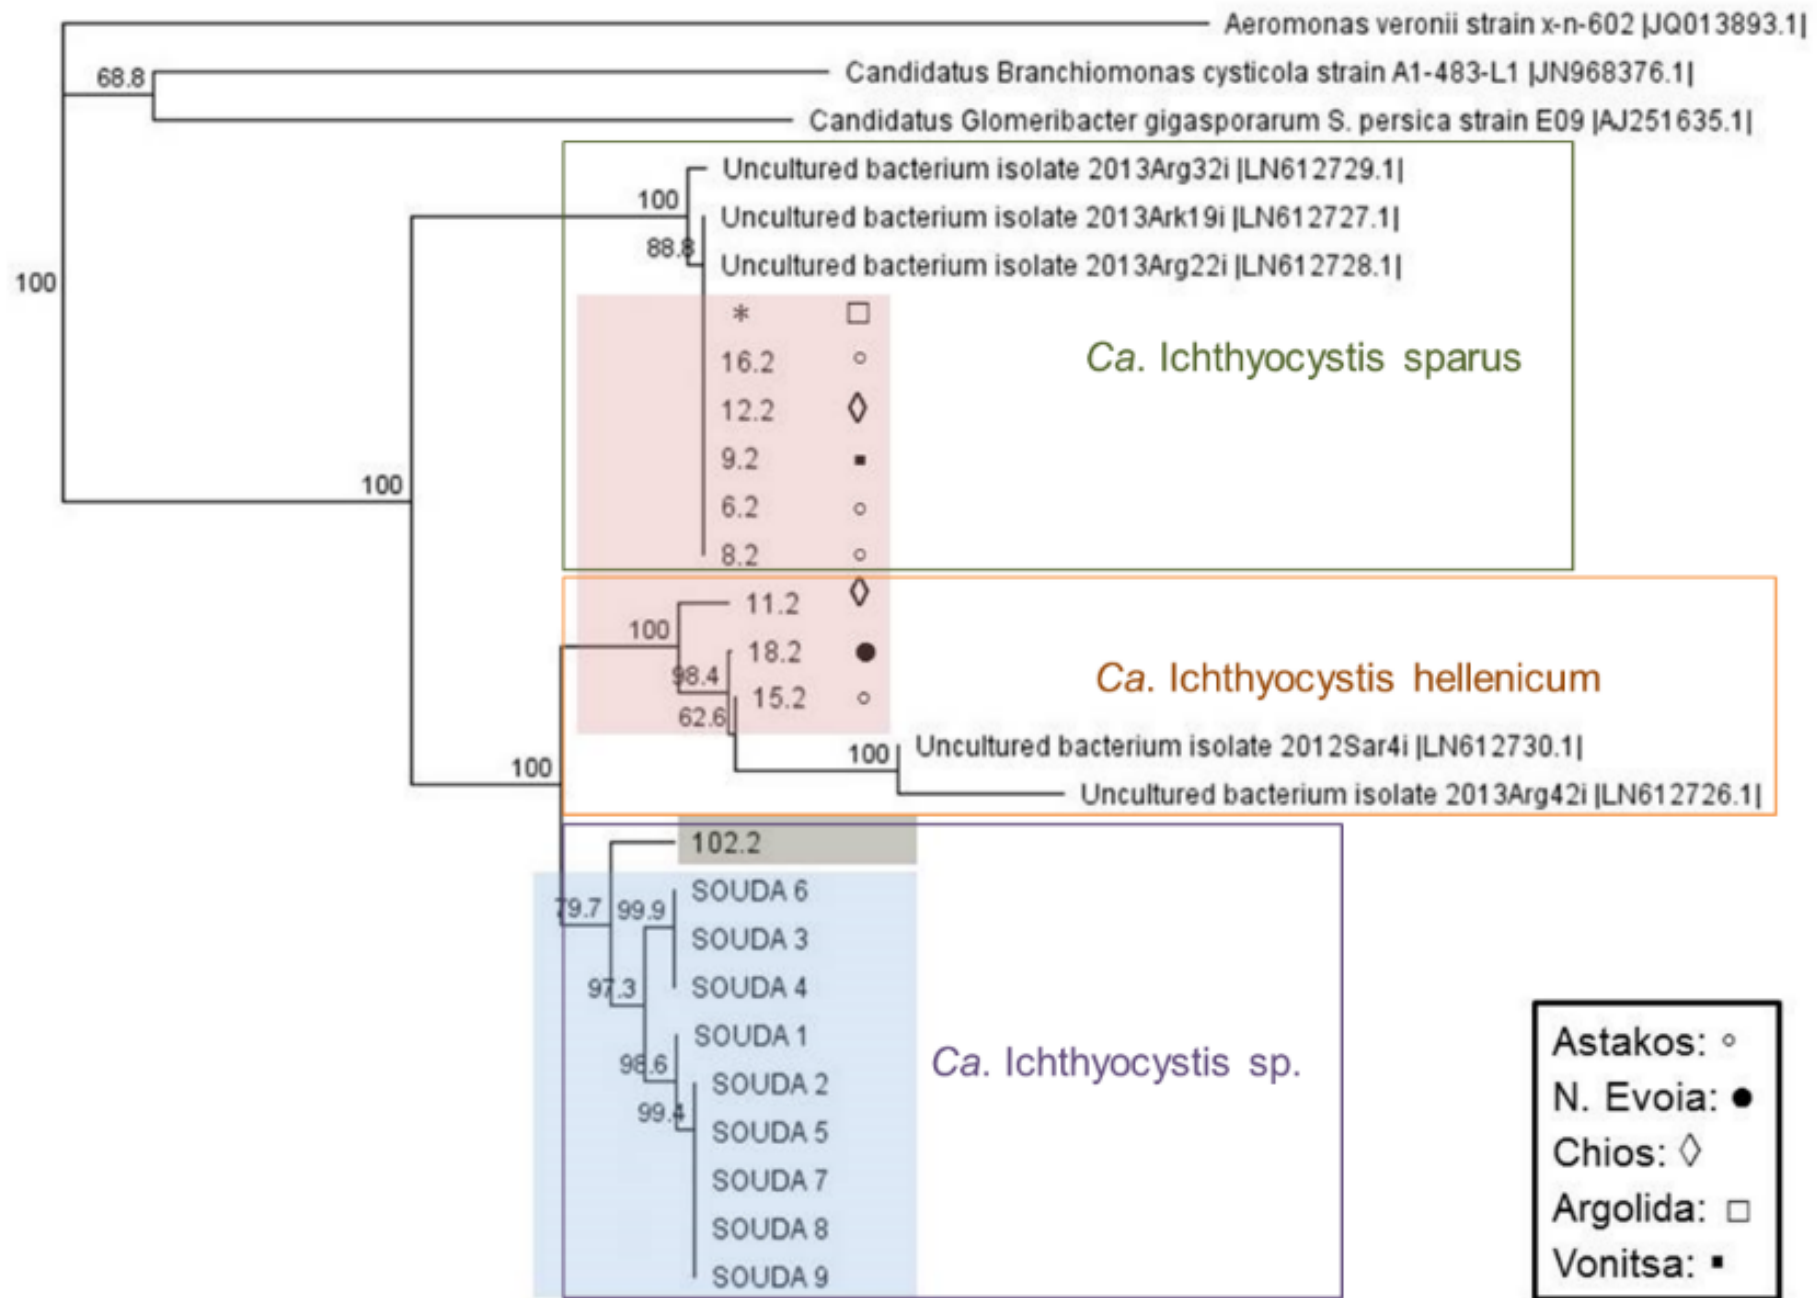 Aeromonas veronii strain x-n-602 |JQ013893.1|
68.8
Candidatus Branchiomonas cysticola strain A1-483-L1 |JN968376.1|
Candidatus Glomeribacter gigasporarum S. persica strain E09 |AJ251635.1|
Uncultured bacterium isolate 2013Arg32i |LN612729.1|
100
Uncultured bacterium isolate 2013Ark19i |LN612727.1|
88.8
Uncultured bacterium isolate 2013Arg22i |LN612728.1|
100
* □
16.2 ○
Ca. Ichthyocystis sparus
12.2 ◊
9.2 ▪
100
6.2 ○
8.2 ○
11.2 ◊
100
18.2 ●
98.4
Ca. Ichthyocystis hellenicum
15.2 ○
62.6
100
Uncultured bacterium isolate 2012Sar4i |LN612730.1|
100
Uncultured bacterium isolate 2013Arg42i |LN612726.1|
102.2
SOUDA 6
79.7
99.9
SOUDA 3
97.3
SOUDA 4
SOUDA 1
98.6
Ca. Ichthyocystis sp.
SOUDA 2
99.4
SOUDA 5
SOUDA 7
SOUDA 8
SOUDA 9
Astakos: ○
N. Evoia: ●
Chios: ◊
Argolida: □
Vonitsa: ▪